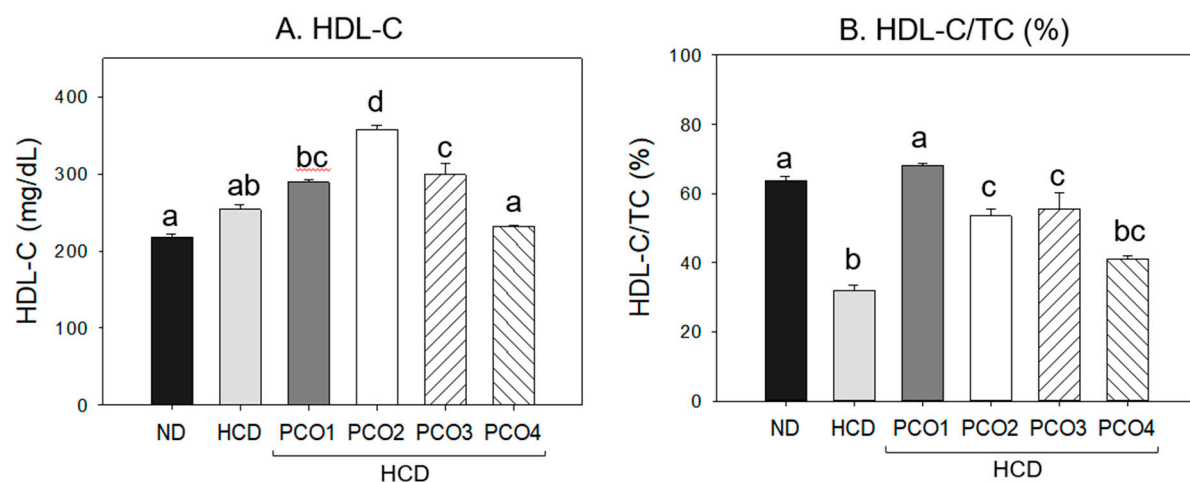 A. HDL-C
HDL-C (mg/dL)
400
300
200
100
0
a
ab
bc
d
c
a
ND HCD PCO1 PCO2 PCO3 PCO4
HCD
B. HDL-C/TC (%)
HDL-C/TC (%)
100
80
60
40
20
0
a
b
a
c
c
bc
ND HCD PCO1 PCO2 PCO3 PCO4
HCD